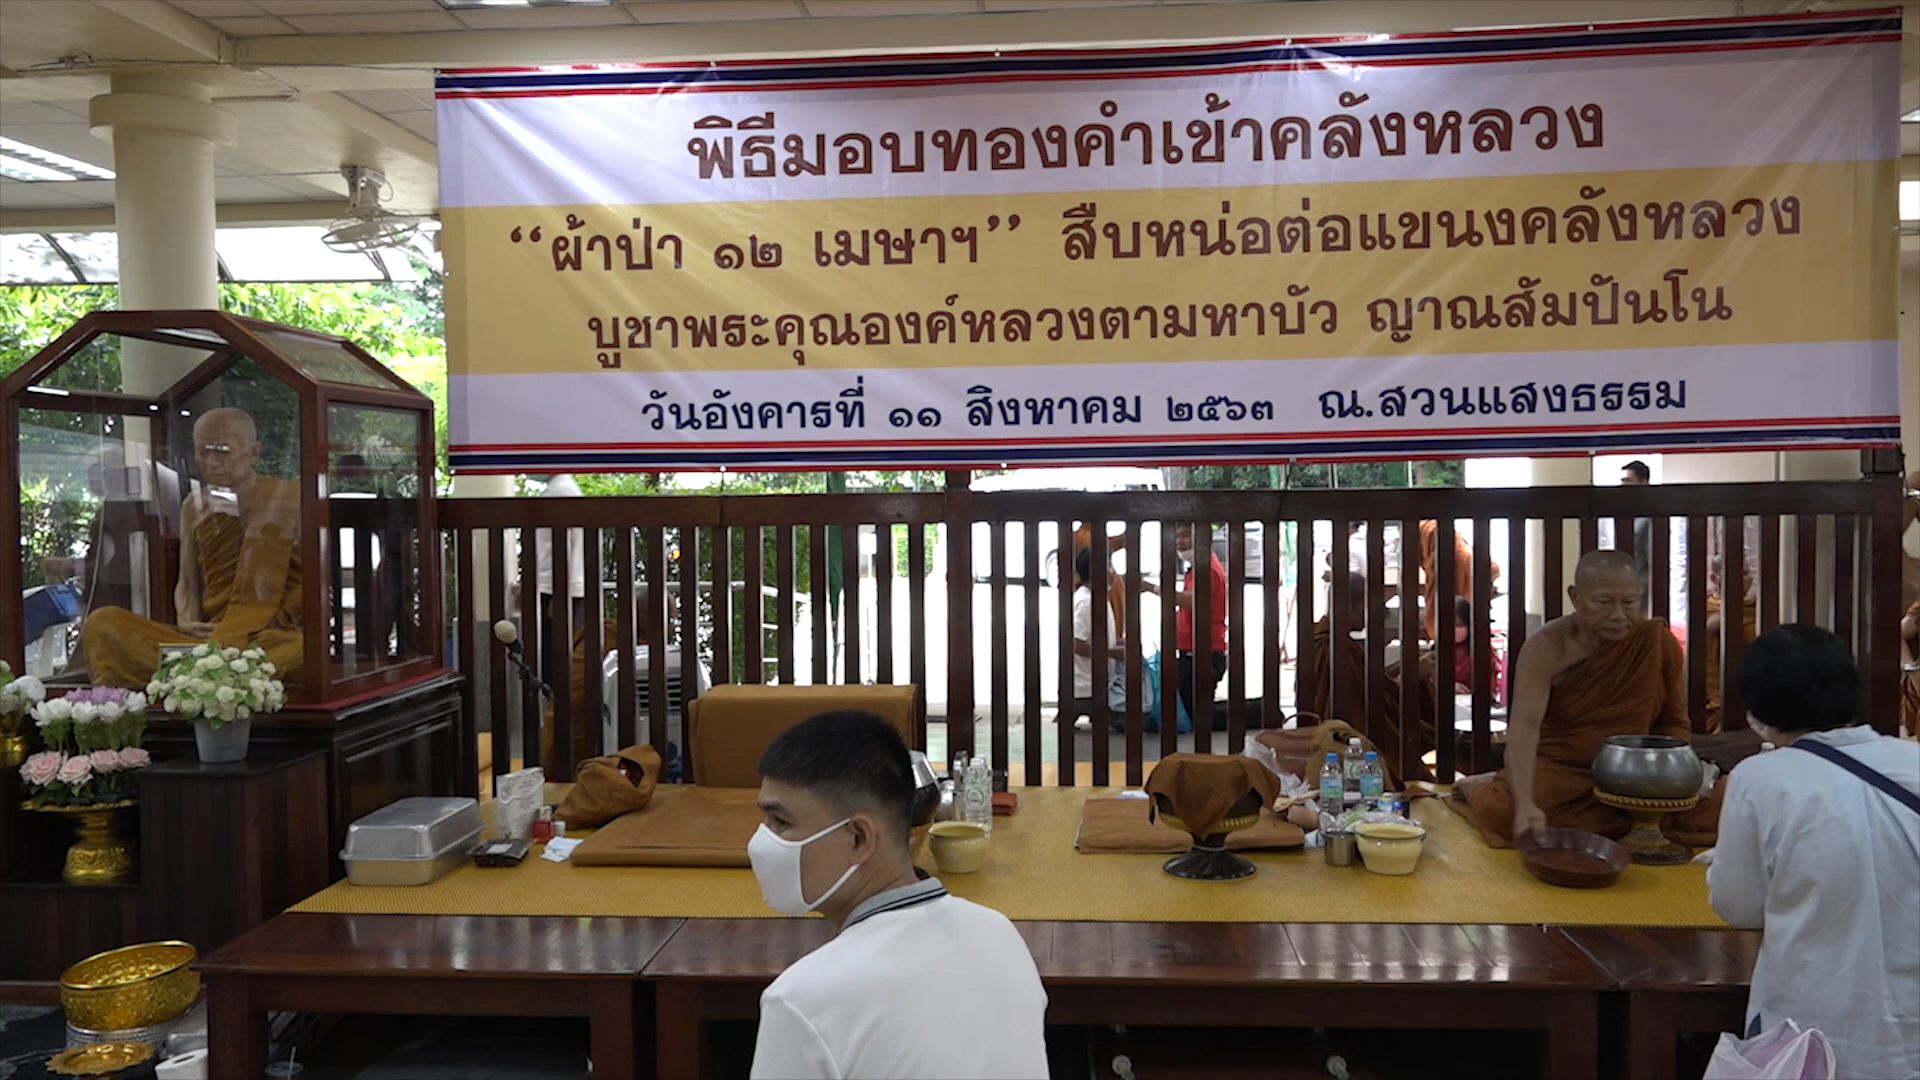 พิธีมอบทองคำเข้าคลังหลวง
“ผ้าป่า ๑๒ เมษาฯ” สืบหน่อต่อแขนงคลังหลวง
บูชาพระคุณองค์หลวงตามหาบัว ญาณสัมปันโน
วันอังคารที่ ๑๑ สิงหาคม ๒๕๖๓ ณ.สวนแสงธรรม